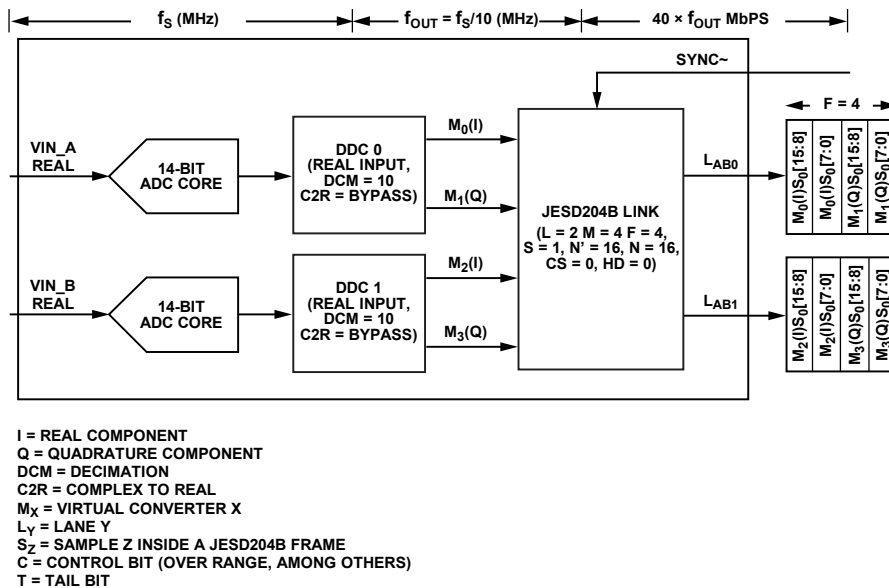 fS (MHz)
fOUT = fS/10 (MHz)
40 × fOUT MbPS
SYNC~
F = 4
VIN_A
REAL
14-BIT
ADC CORE
DDC 0
(REAL INPUT,
DCM = 10
C2R = BYPASS)
M0(I)
M1(Q)
JESD204B LINK
(L = 2 M = 4 F = 4,
S = 1, N' = 16, N = 16,
CS = 0, HD = 0)
LAB0
M0(I)S0[15:8]
M0(I)S0[7:0]
M1(Q)S0[15:8]
M1(Q)S0[7:0]
VIN_B
REAL
14-BIT
ADC CORE
DDC 1
(REAL INPUT,
DCM = 10
C2R = BYPASS)
M2(I)
M3(Q)
LAB1
M2(I)S0[15:8]
M2(I)S0[7:0]
M3(Q)S0[15:8]
M3(Q)S0[7:0]
I = REAL COMPONENT
Q = QUADRATURE COMPONENT
DCM = DECIMATION
C2R = COMPLEX TO REAL
MX = VIRTUAL CONVERTER X
LY = LANE Y
SZ = SAMPLE Z INSIDE A JESD204B FRAME
C = CONTROL BIT (OVER RANGE, AMONG OTHERS)
T = TAIL BIT